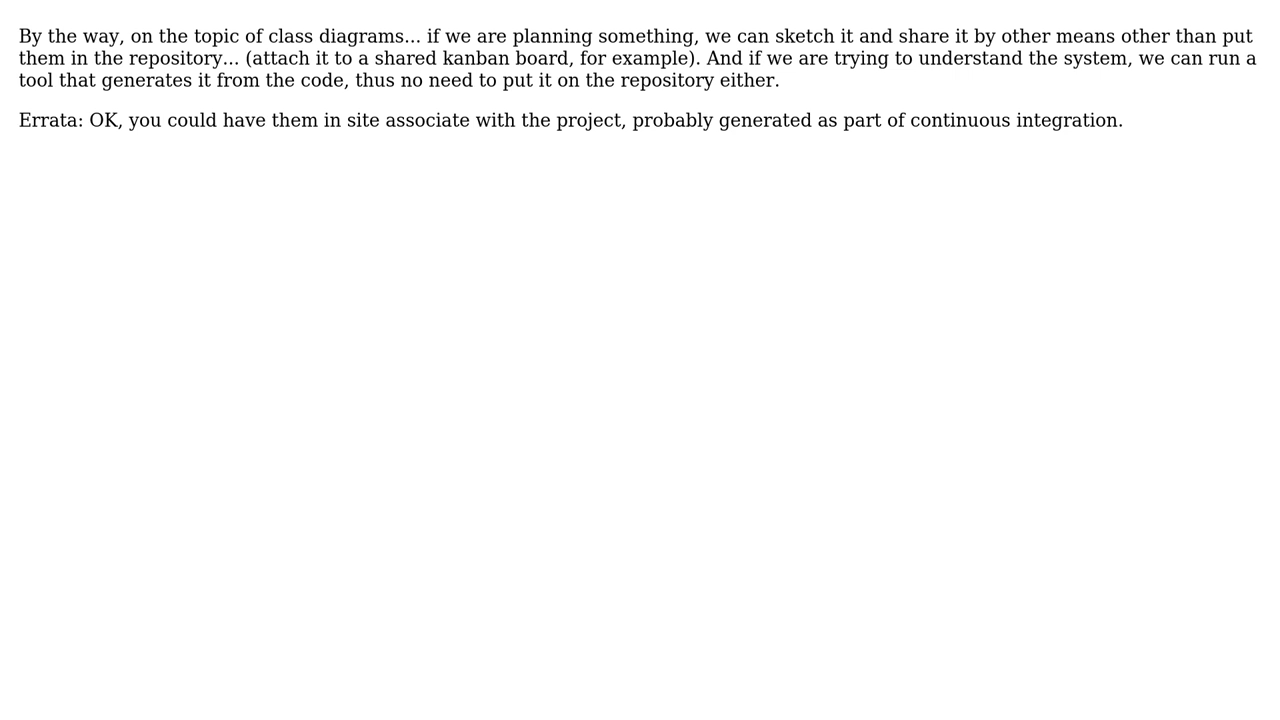 By the way, on the topic of class diagrams... if we are planning something, we can sketch it and share it by other means other than put
them in the repository... (attach it to a shared kanban board, for example). And if we are trying to understand the system, we can run a
tool that generates it from the code, thus no need to put it on the repository either.
Errata: OK, you could have them in site associate with the project, probably generated as part of continuous integration.